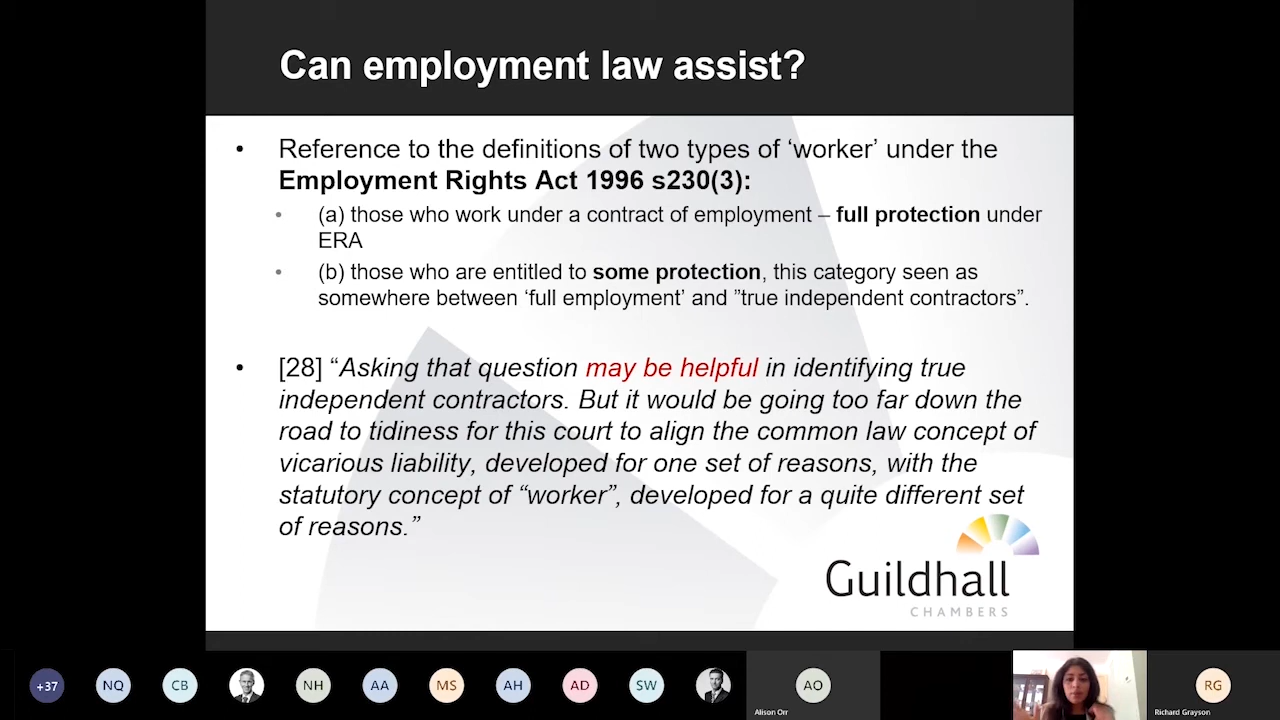 Can employment law assist?
• Reference to the definitions of two types of ‘worker’ under the
Employment Rights Act 1996 s230(3):
• (a) those who work under a contract of employment – full protection under
ERA
• (b) those who are entitled to some protection, this category seen as
somewhere between ‘full employment’ and ”true independent contractors”.
• [28] “Asking that question may be helpful in identifying true
independent contractors. But it would be going too far down the
road to tidiness for this court to align the common law concept of
vicarious liability, developed for one set of reasons, with the
statutory concept of “worker”, developed for a quite different set
of reasons.”
Guildhall
CHAMBERS
+37 NQ CB NH AA MS AH AD SW AO RG
Alison Orr Richard Grayson